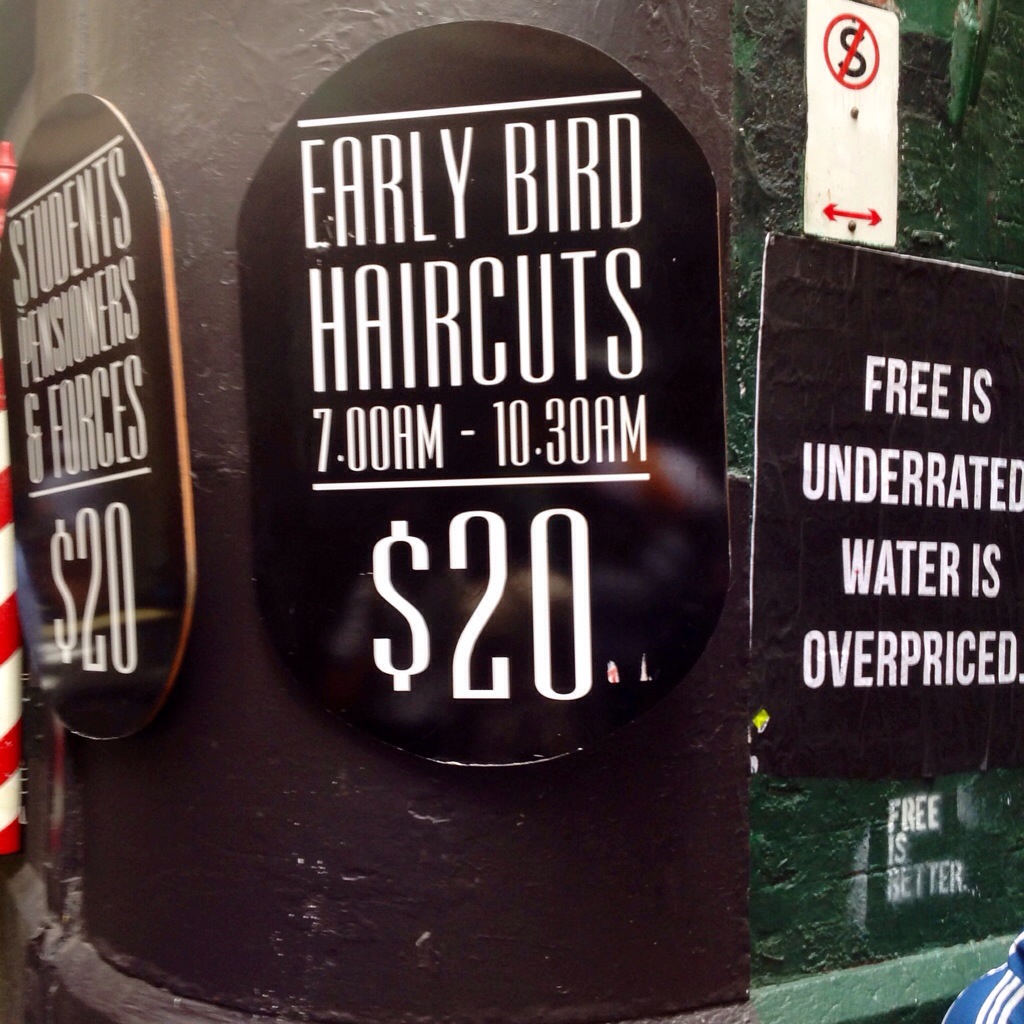 STUDENTS
PENSIONERS
& FORCES
$20
EARLY BIRD
HAIRCUTS
7.00AM - 10.30AM
$20
S
FREE IS
UNDERRATED
WATER IS
OVERPRICED.
FREE
IS
BETTER..